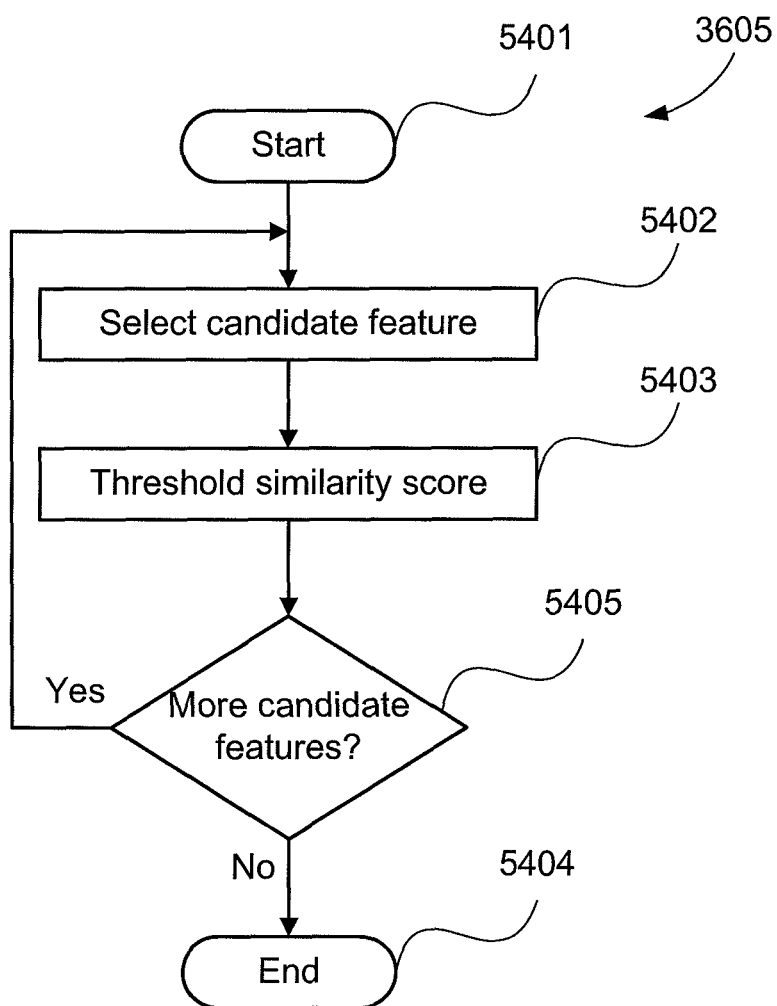 5401
3605
Start
5402
Select candidate feature
5403
Threshold similarity score
5405
Yes
More candidate
features?
No
5404
End